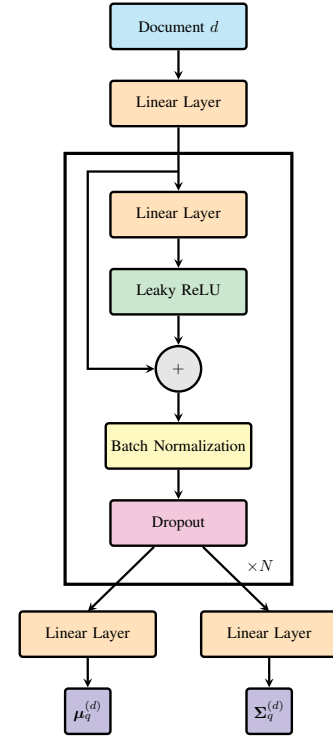 Document d
Linear Layer
Linear Layer
Leaky ReLU
+
Batch Normalization
Dropout
×N
Linear Layer
Linear Layer
μ_q^{(d)}
Σ_q^{(d)}